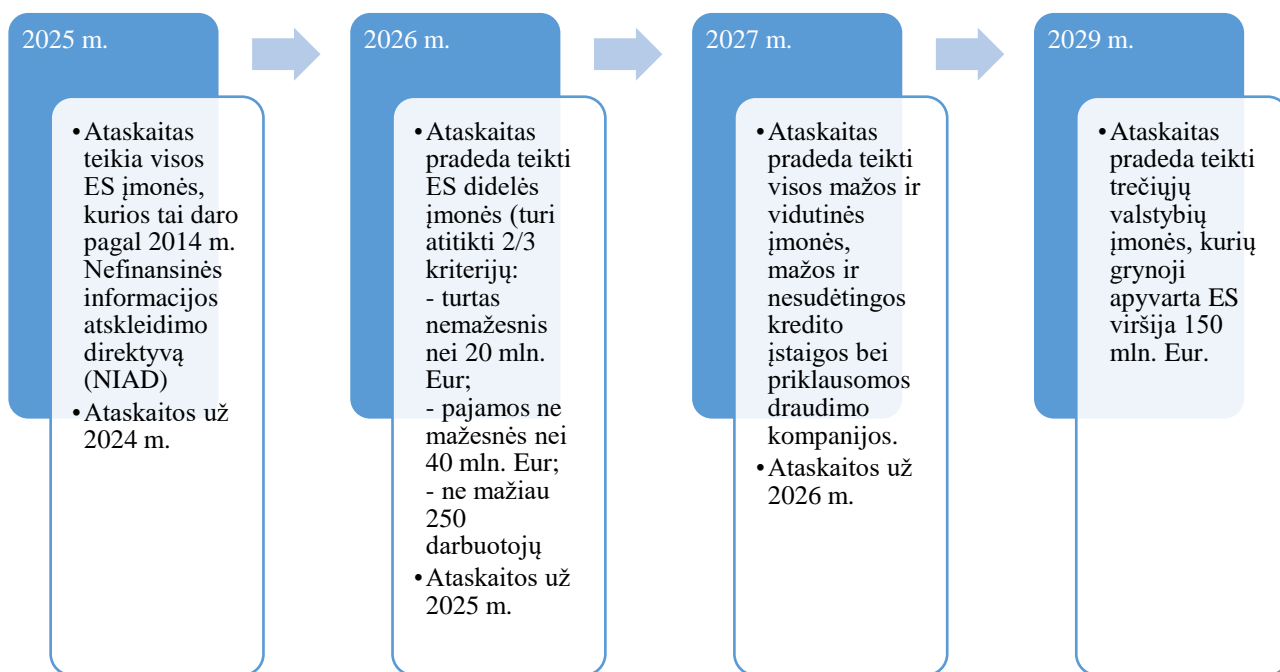 2025 m.
•Ataskaitas
teikia visos
ES įmonės,
kurios tai daro
pagal 2014 m.
Nefinansinės
informacijos
atskleidimo
direktyvą
(NIAD)
•Ataskaitos už
2024 m.
2026 m.
•Ataskaitas
pradeda teikti
ES didelės
įmonės (turi
atitikti 2/3
kriterijų:
- turtas
nemažesnis
nei 20 mln.
Eur;
- pajamos ne
mažesnės nei
40 mln. Eur;
- ne mažiau
250
darbuotojų
•Ataskaitos už
2025 m.
2027 m.
•Ataskaitas
pradeda teikti
visos mažos ir
vidutinės
įmonės,
mažos ir
nesudėtingos
kredito
įstaigos bei
priklausomos
draudimo
kompanijos.
•Ataskaitos už
2026 m.
2029 m.
•Ataskaitas
pradeda teikti
trečiųjų
valstybių
įmonės, kurių
grynoji
apyvarta ES
viršija 150
mln. Eur.